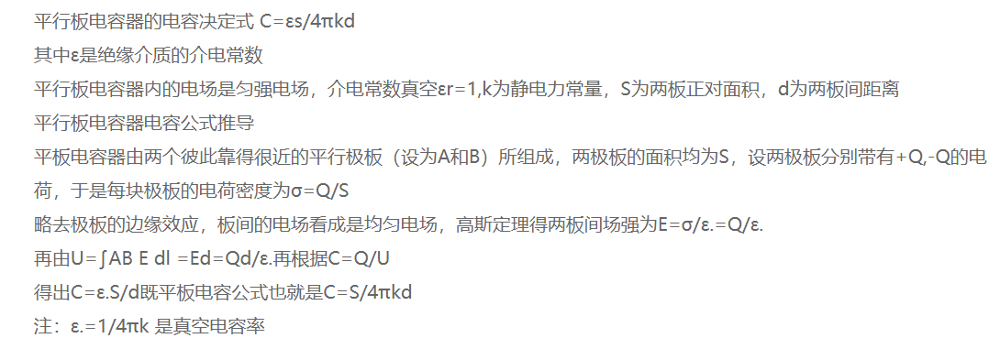 平行板电容器的电容决定式 C=εs/4πkd
其中ε是绝缘介质的介电常数
平行板电容器内的电场是匀强电场，介电常数真空εr=1,k为静电力常量，S为两板正对面积，d为两板间距离
平行板电容器电容公式推导
平板电容器由两个彼此靠得很近的平行极板（设为A和B）所组成，两极板的面积均为S，设两极板分别带有+Q,-Q的电
荷，于是每块极板的电荷密度为σ=Q/S
略去极板的边缘效应，板间的电场看成是均匀电场，高斯定理得两板间场强为E=σ/ε.=Q/ε.
再由U=∫AB E dl =Ed=Qd/ε.再根据C=Q/U
得出C=ε.S/d既平板电容公式也就是C=S/4πkd
注：ε.=1/4πk 是真空电容率